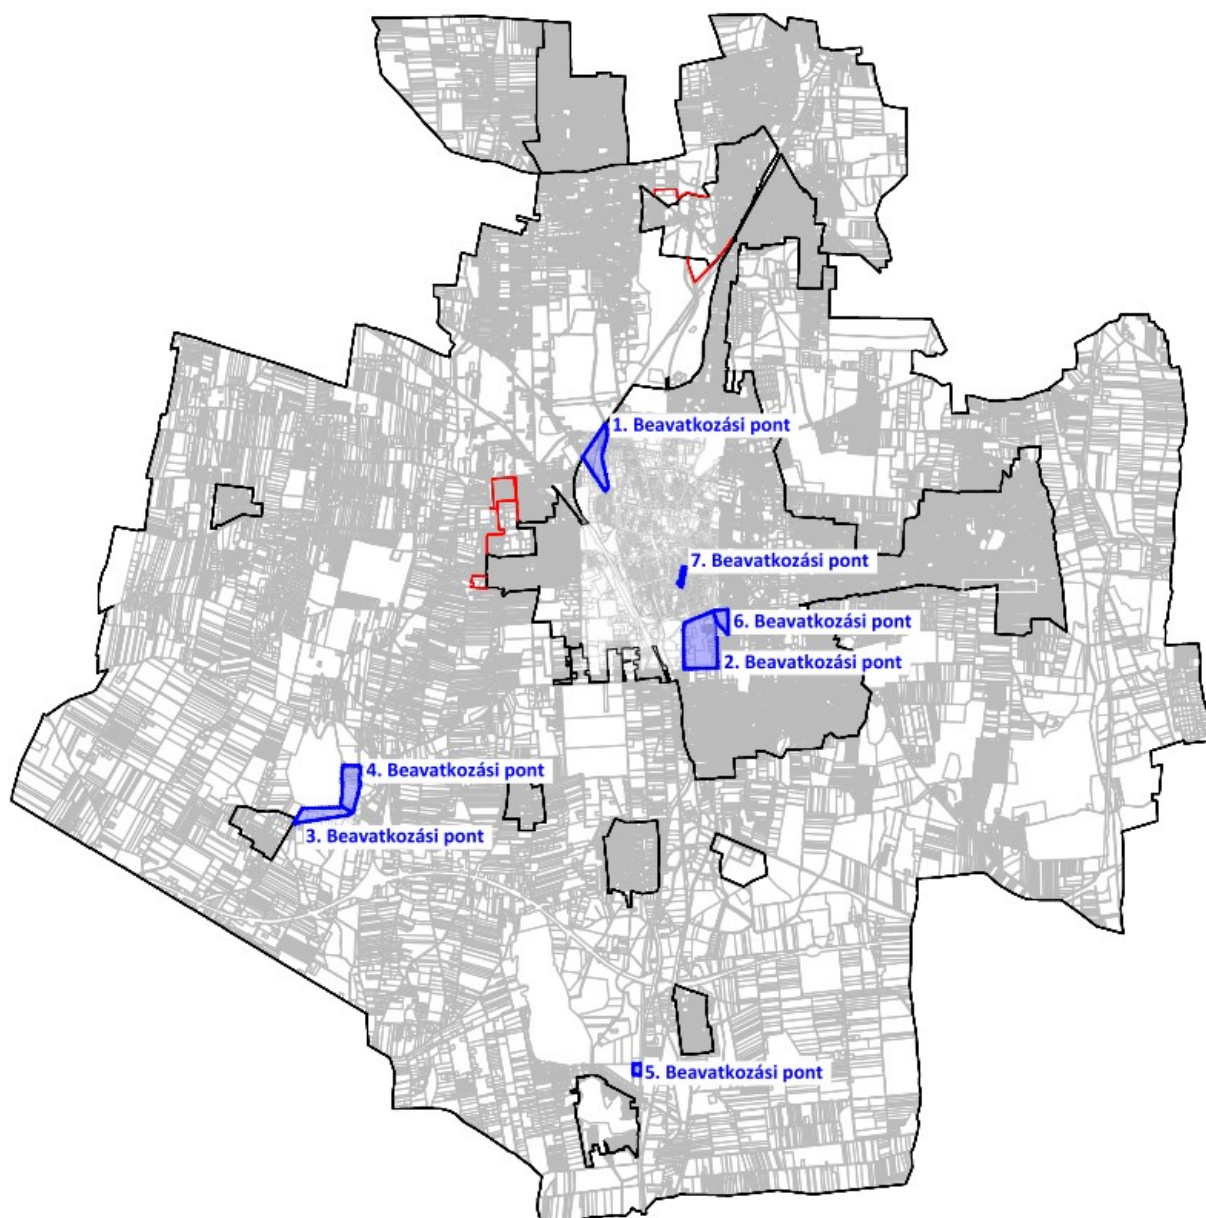 1. Beavatkozási pont
7. Beavatkozási pont
6. Beavatkozási pont
2. Beavatkozási pont
4. Beavatkozási pont
3. Beavatkozási pont
5. Beavatkozási pont